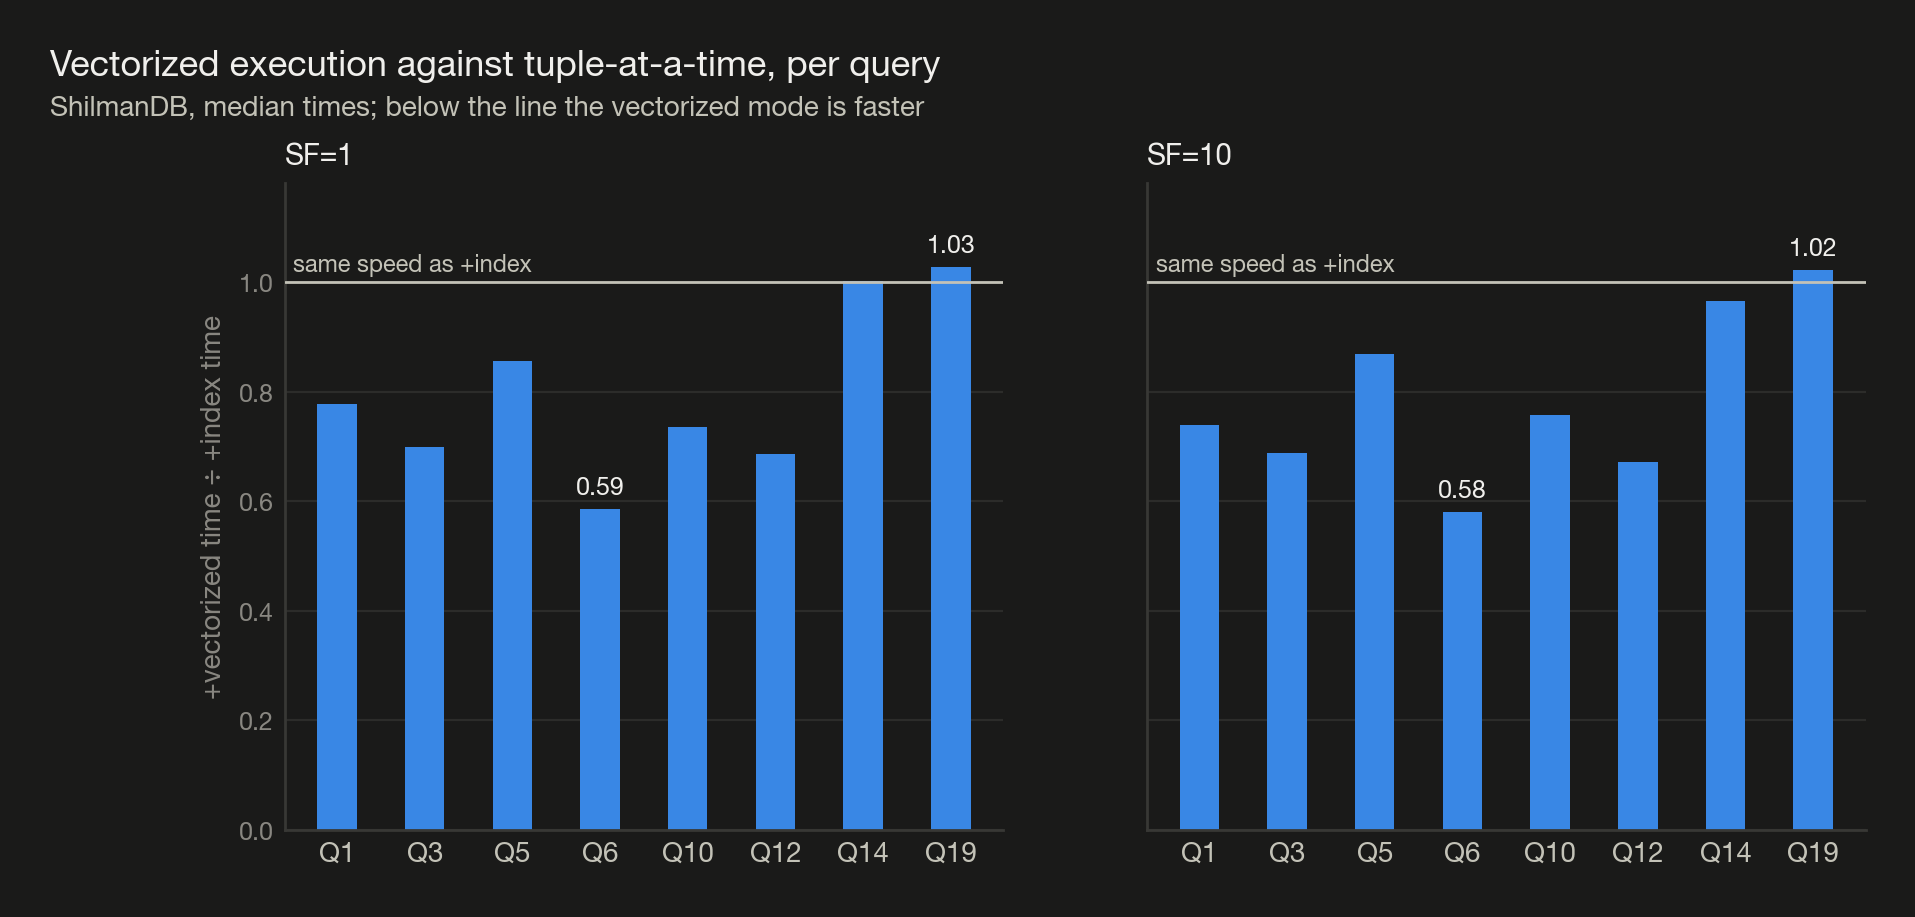 Vectorized execution against tuple-at-a-time, per query
ShilmanDB, median times; below the line the vectorized mode is faster
SF=1
+vectorized time ÷ +index time
1.0
0.8
0.6
0.4
0.2
0.0
same speed as +index
0.59
1.03
Q1 Q3 Q5 Q6 Q10 Q12 Q14 Q19
SF=10
same speed as +index
0.58
1.02
Q1 Q3 Q5 Q6 Q10 Q12 Q14 Q19